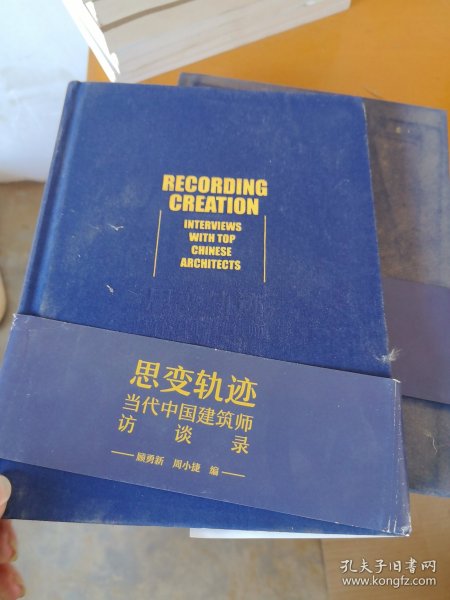 RECORDING
CREATION
INTERVIEWS
WITH TOP
CHINESE
ARCHITECTS
思变轨迹
当代中国建筑师
访谈录
顾勇新 周小捷 编
孔夫子旧书网
www.kongfz.com